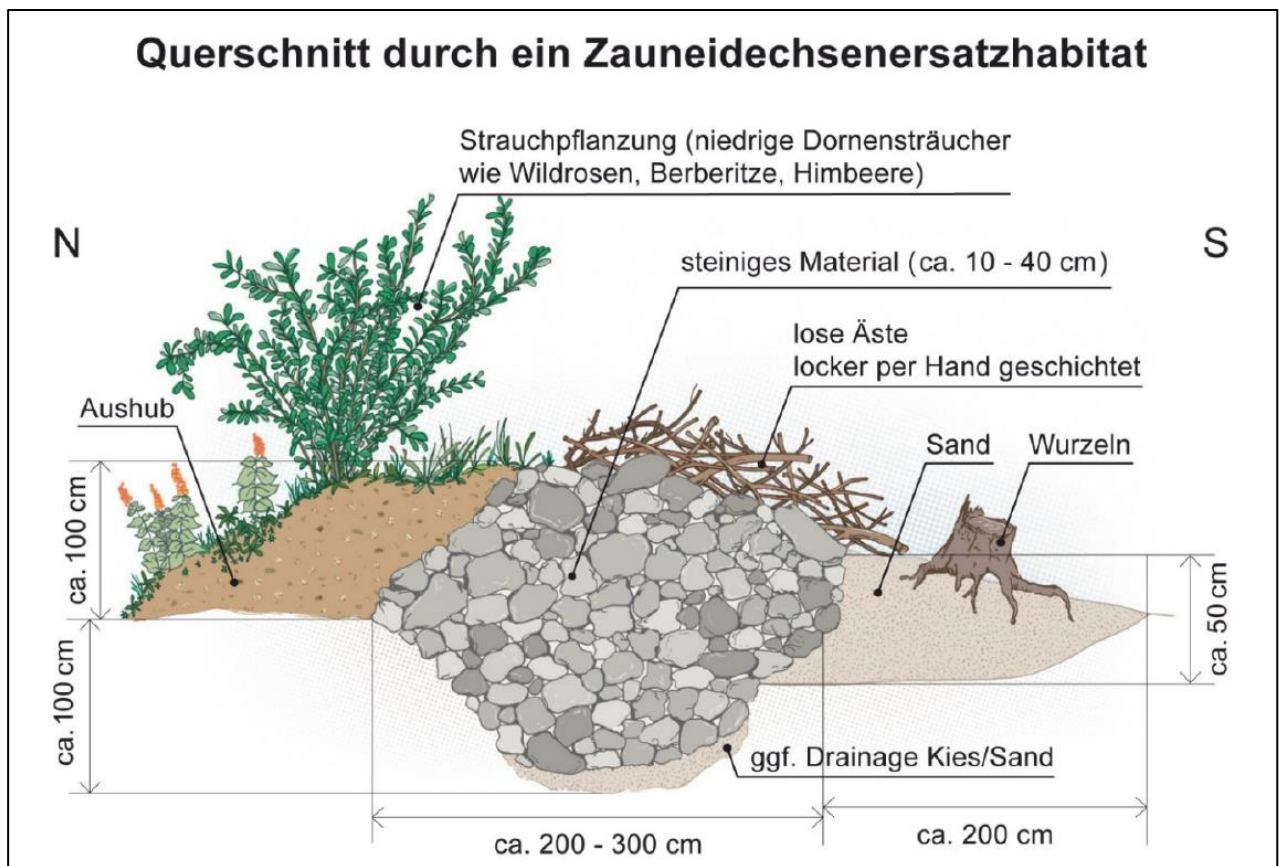 Querschnitt durch ein Zauneidechsenersatzhabitat
Strauchpflanzung (niedrige Dornensträucher
wie Wildrosen, Berberitze, Himbeere)
N
S
steiniges Material (ca. 10 - 40 cm)
lose Äste
locker per Hand geschichtet
Aushub
Sand
Wurzeln
ca. 100 cm
ca. 50 cm
ca. 100 cm
ggf. Drainage Kies/Sand
ca. 200 - 300 cm
ca. 200 cm